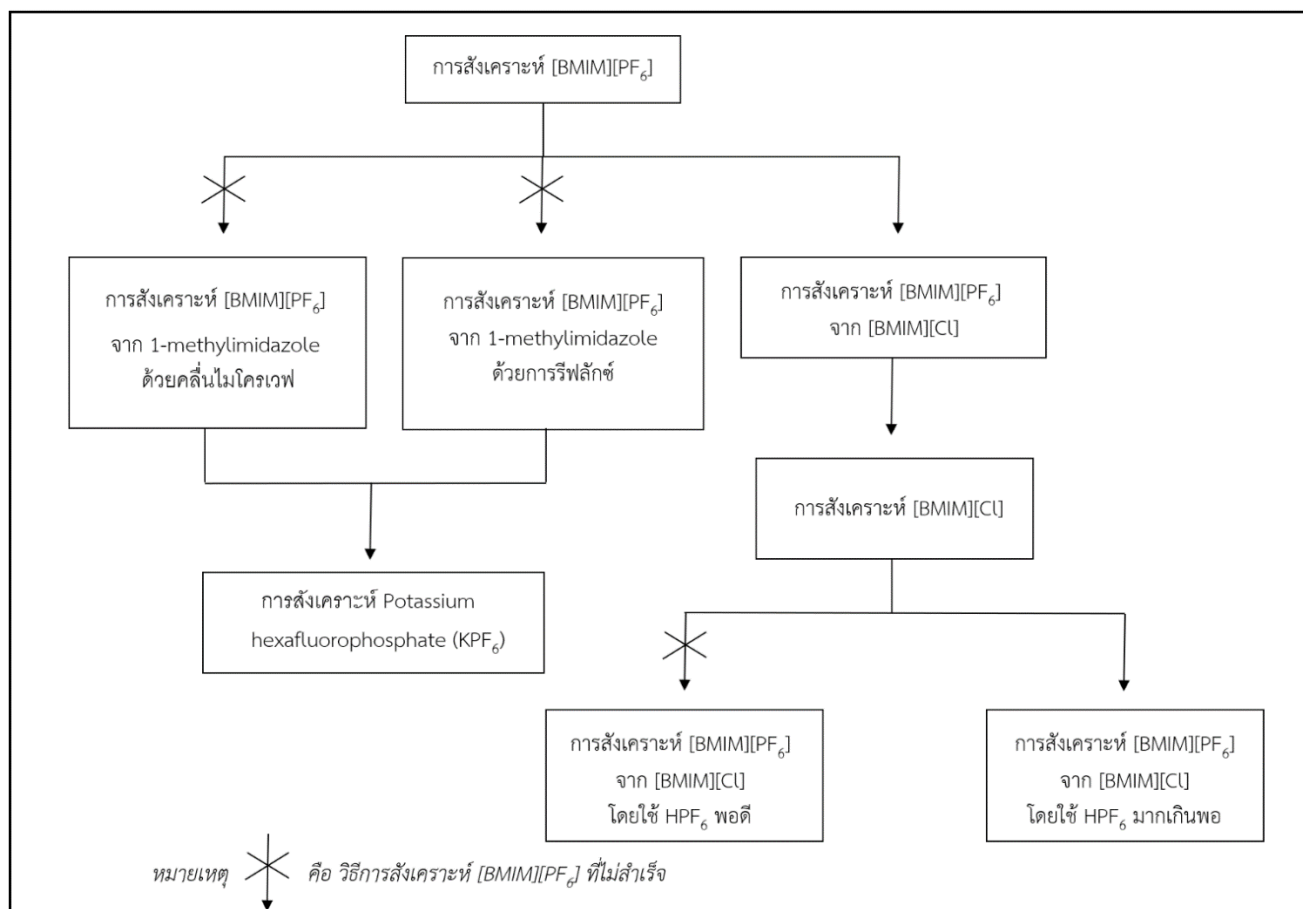 การสังเคราะห์ [BMIM][PF6]
การสังเคราะห์ [BMIM][PF6]
จาก 1-methylimidazole
ด้วยคลื่นไมโครเวฟ
การสังเคราะห์ [BMIM][PF6]
จาก 1-methylimidazole
ด้วยการรีฟลักซ์
การสังเคราะห์ [BMIM][PF6]
จาก [BMIM][Cl]
การสังเคราะห์ [BMIM][Cl]
การสังเคราะห์ Potassium
hexafluorophosphate (KPF6)
การสังเคราะห์ [BMIM][PF6]
จาก [BMIM][Cl]
โดยใช้ HPF6 พอดี
การสังเคราะห์ [BMIM][PF6]
จาก [BMIM][Cl]
โดยใช้ HPF6 มากเกินพอ
หมายเหตุ คือ วิธีการสังเคราะห์ [BMIM][PF6] ที่ไม่สำเร็จ